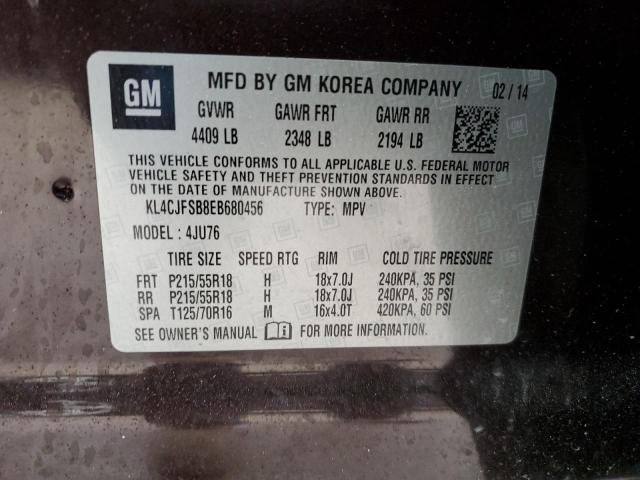 GM
MFD BY GM KOREA COMPANY 02 / 14
GVWR GAWR FRT GAWR RR
4409 LB 2348 LB 2194 LB
THIS VEHICLE CONFORMS TO ALL APPLICABLE U.S. FEDERAL MOTOR
VEHICLE SAFETY AND THEFT PREVENTION STANDARDS IN EFFECT
ON THE DATE OF MANUFACTURE SHOWN ABOVE.
KL4CJFSB8EB680456 TYPE: MPV
MODEL : 4JU76
TIRE SIZE SPEED RTG RIM COLD TIRE PRESSURE
FRT P215/55R18 H 18x7.0J 240KPA, 35 PSI
RR P215/55R18 H 18x7.0J 240KPA, 35 PSI
SPA T125/70R16 M 16x4.0T 420KPA, 60 PSI
SEE OWNER'S MANUAL i FOR MORE INFORMATION.